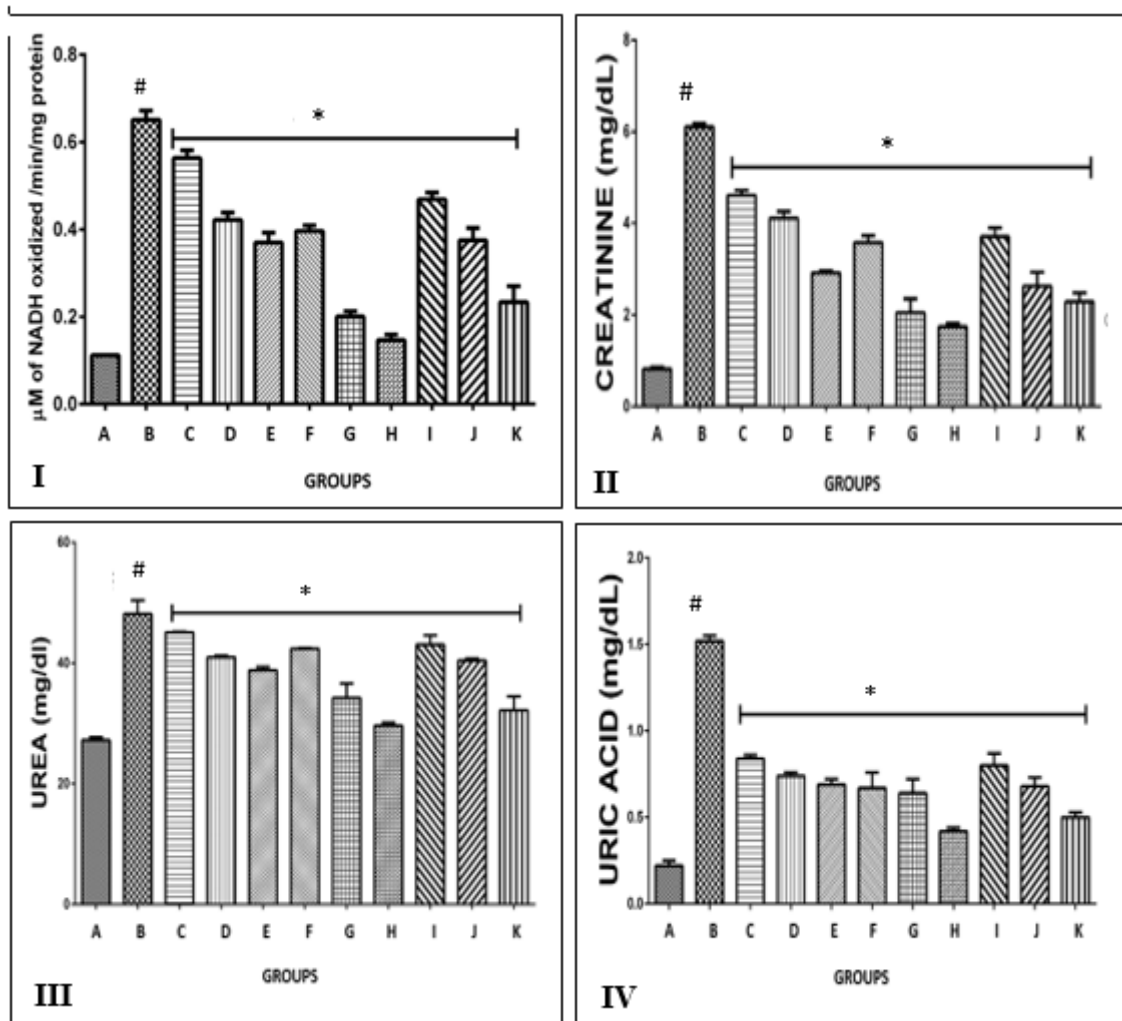 μM of NADH oxidized /min/mg protein
0.8
0.6
0.4
0.2
0.0
#
*
A B C D E F G H I J K
GROUPS
I
CREATININE (mg/dL)
8
6
4
2
0
#
*
A B C D E F G H I J K
GROUPS
II
UREA (mg/dl)
60
40
20
0
#
*
A B C D E F G H I J K
GROUPS
III
URIC ACID (mg/dL)
2.0
1.5
1.0
0.5
0.0
#
*
A B C D E F G H I J K
GROUPS
IV